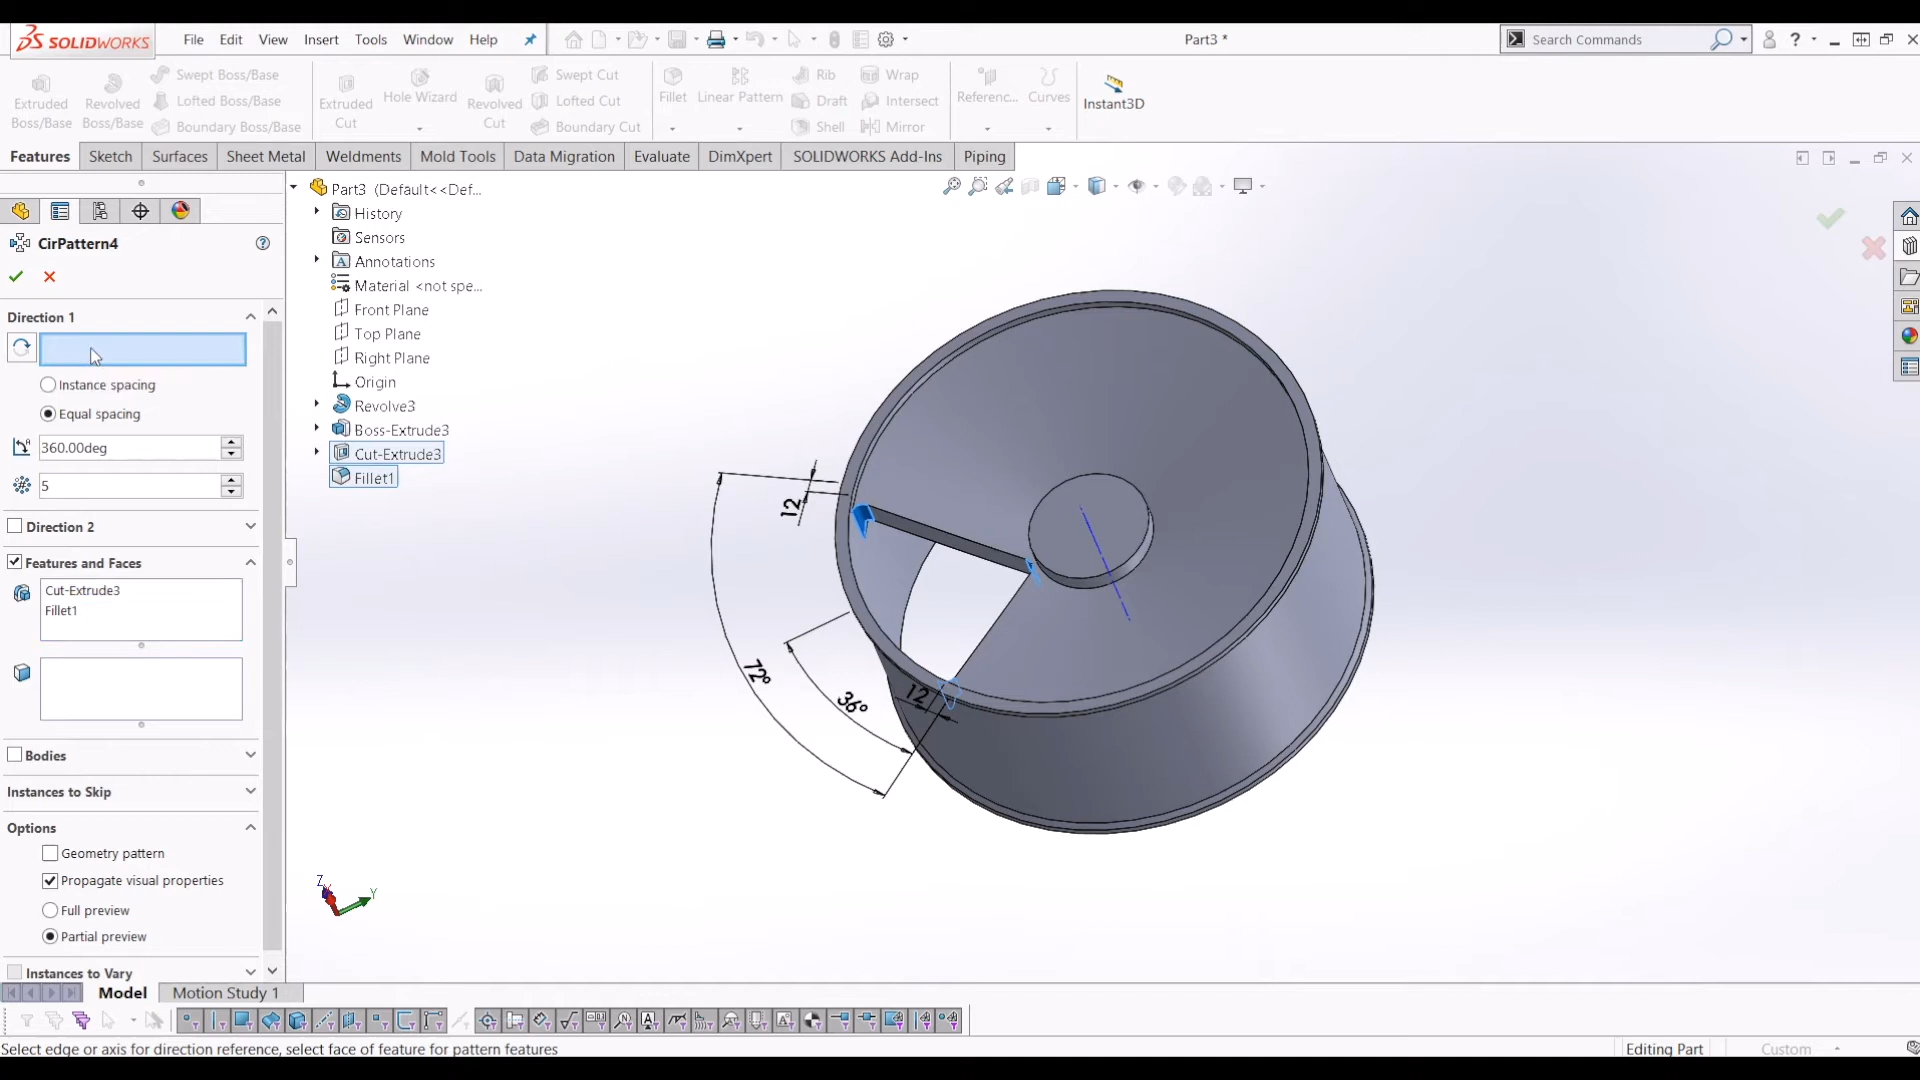 SOLIDWORKS File Edit View Insert Tools Window Help Part3 * Search Commands ?
Extruded Boss/Base
Revolved Boss/Base
Swept Boss/Base
Lofted Boss/Base
Boundary Boss/Base
Extruded Cut
Hole Wizard
Revolved Cut
Swept Cut
Lofted Cut
Boundary Cut
Fillet
Linear Pattern
Rib
Draft
Shell
Wrap
Intersect
Mirror
Referenc...
Curves
Instant3D
Features Sketch Surfaces Sheet Metal Weldments Mold Tools Data Migration Evaluate DimXpert SOLIDWORKS Add-Ins Piping
CirPattern4
Direction 1
Instance spacing
Equal spacing
360.00deg
5
Direction 2
Features and Faces
Cut-Extrude3
Fillet1
Bodies
Instances to Skip
Options
Geometry pattern
Propagate visual properties
Full preview
Partial preview
Instances to Vary
Part3 (Default<<Def...
History
Sensors
Annotations
Material <not spe...
Front Plane
Top Plane
Right Plane
Origin
Revolve3
Boss-Extrude3
Cut-Extrude3
Fillet1
12
72°
36°
12
Z
Y
Model Motion Study 1
Select edge or axis for direction reference, select face of feature for pattern features Editing Part Custom